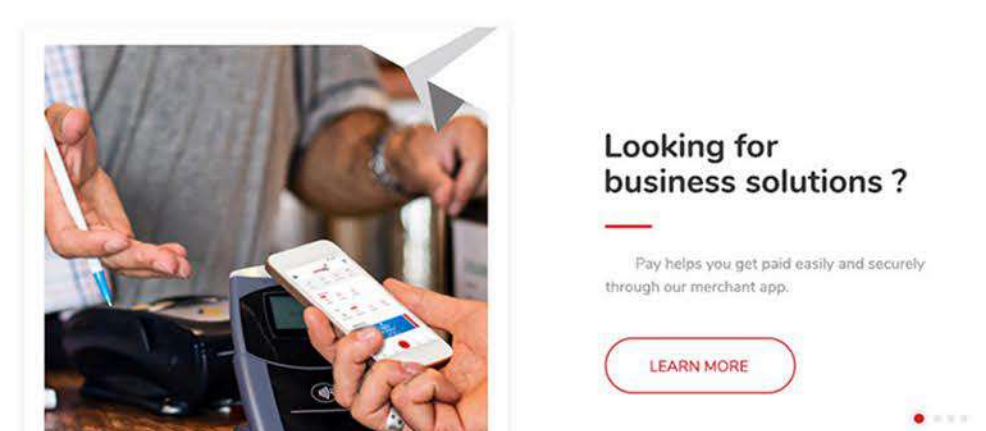 Looking for
business solutions ?
Pay helps you get paid easily and securely
through our merchant app.
LEARN MORE